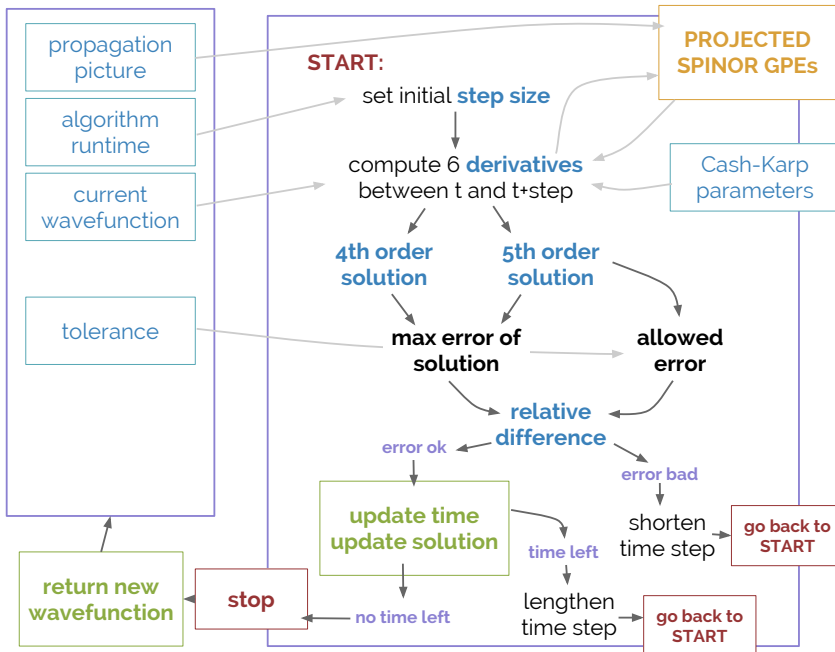 propagation
picture
algorithm
runtime
current
wavefunction
tolerance
return new
wavefunction
START:
set initial step size
compute 6 derivatives
between t and t+step
4th order
solution
5th order
solution
max error of
solution
allowed
error
relative
difference
error ok
error bad
update time
update solution
shorten
time step
go back to
START
time left
no time left
stop
lengthen
time step
go back to
START
PROJECTED
SPINOR GPEs
Cash-Karp
parameters